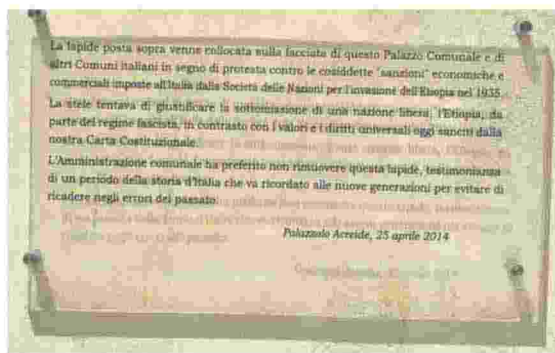 La lapide posta sopra venne collocata sulla facciata di questo Palazzo Comunale e di
altri Comuni italiani in segno di protesta contro le cosiddette "sanzioni" economiche e
commerciali imposte all'Italia dalla Società delle Nazioni per l'invasione dell'Etiopia nel 1935.
La stele tentava di giustificare la sottomissione di una nazione libera, l'Etiopia, da
parte del regime fascista, in contrasto con i valori e i diritti universali oggi sanciti dalla
nostra Carta Costituzionale.
L'Amministrazione comunale ha preferito non rimuovere questa lapide, testimonianza
di un periodo della storia d'Italia che va ricordato alle nuove generazioni per evitare di
ricadere negli errori del passato.
Palazzolo Acreide, 25 aprile 2014